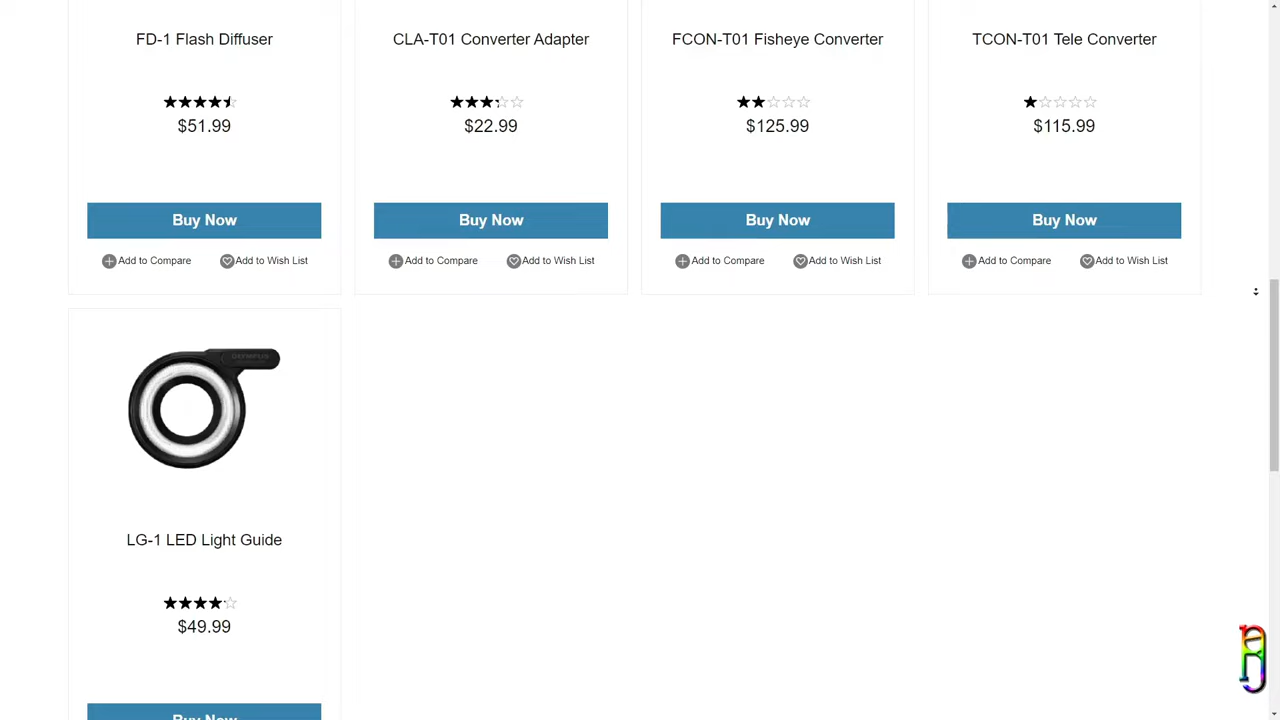 FD-1 Flash Diffuser
CLA-T01 Converter Adapter
FCON-T01 Fisheye Converter
TCON-T01 Tele Converter
$51.99
$22.99
$125.99
$115.99
Buy Now
Buy Now
Buy Now
Buy Now
Add to Compare
Add to Wish List
Add to Compare
Add to Wish List
Add to Compare
Add to Wish List
Add to Compare
Add to Wish List
OLYMPUS
LG-1 LED Light Guide
$49.99
Buy Now